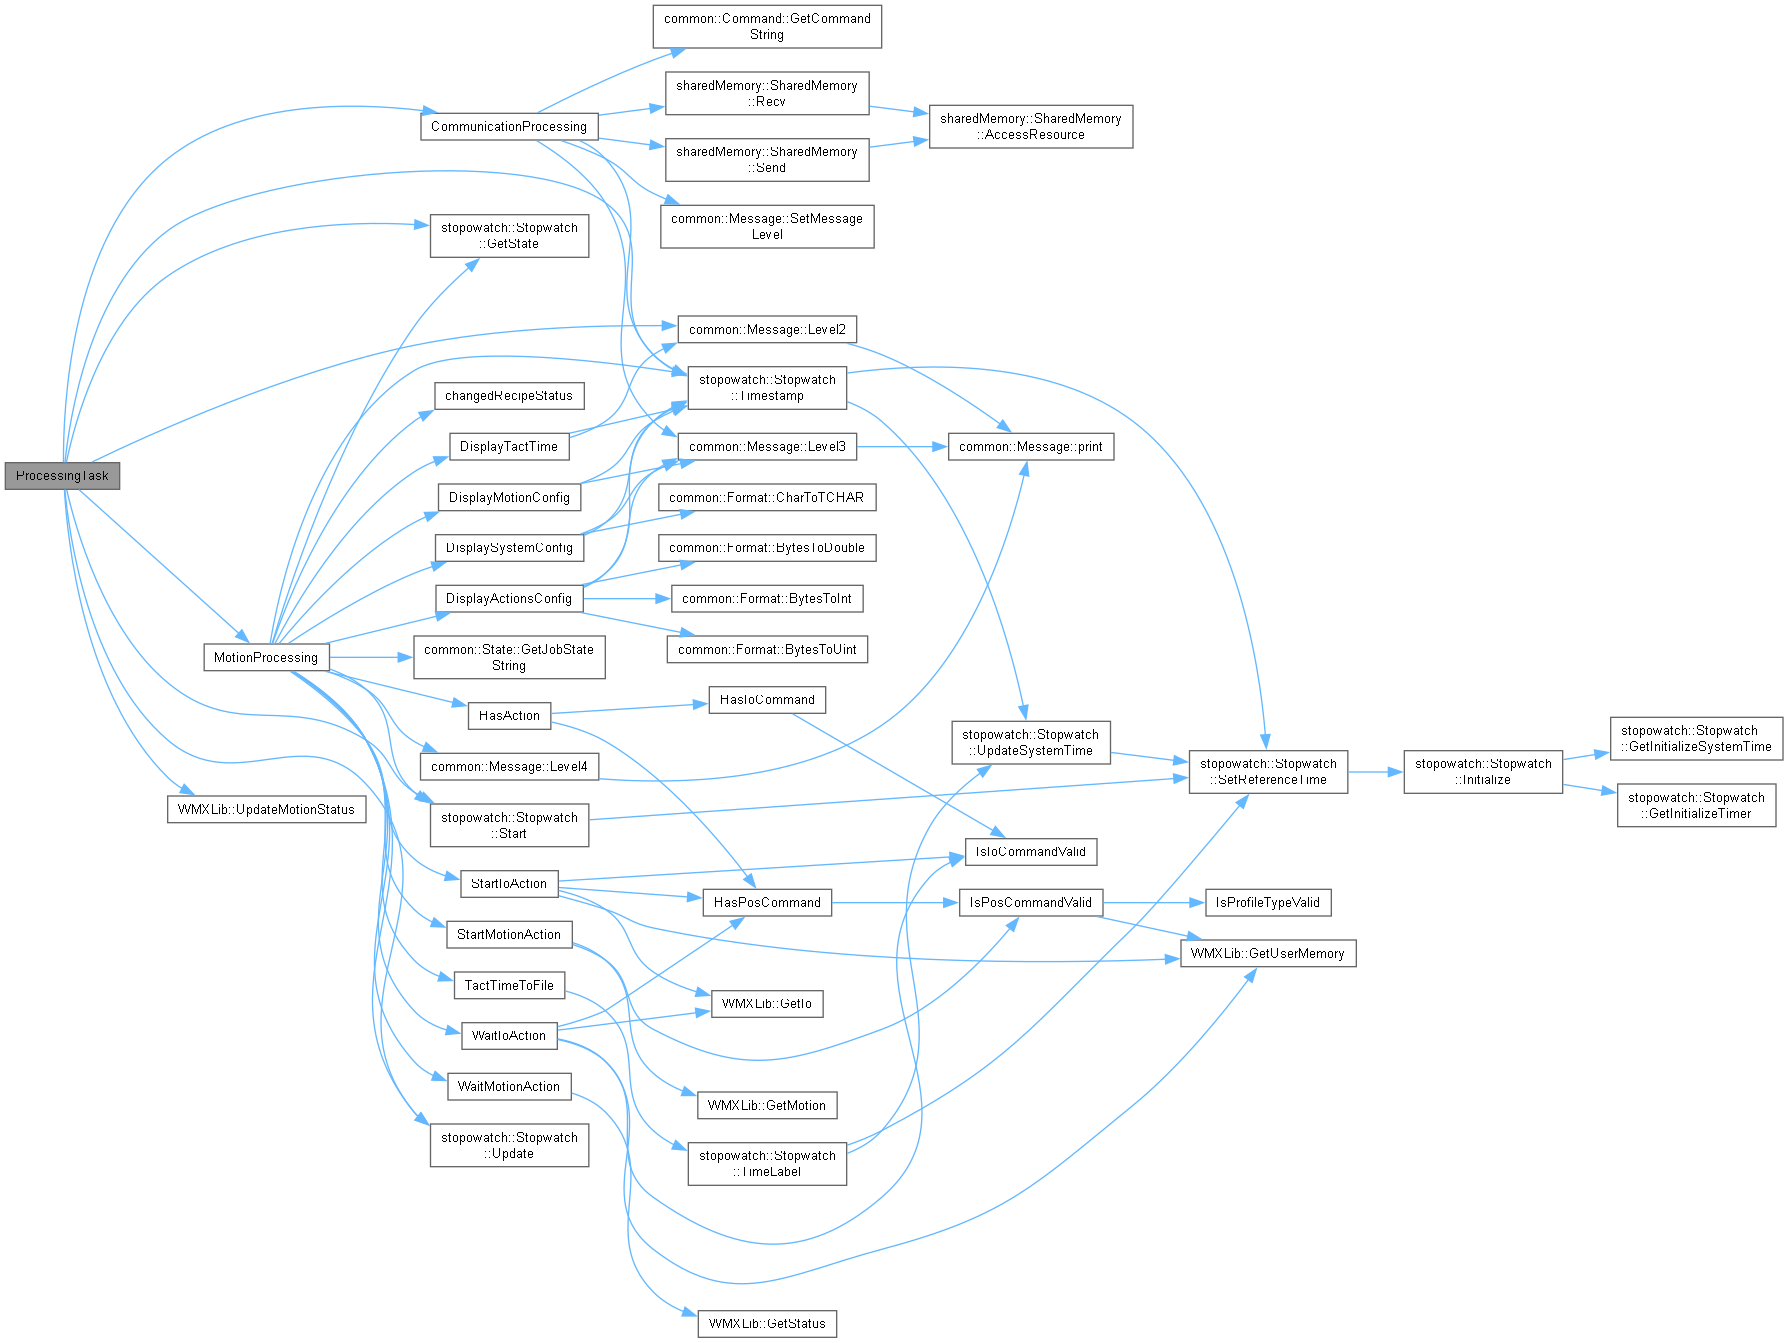 common::Command::GetCommand
String
sharedMemory::SharedMemory
::Recv
sharedMemory::SharedMemory
::AccessResource
CommunicationProcessing
sharedMemory::SharedMemory
::Send
common::Message::SetMessage
Level
stopowatch::Stopwatch
::GetState
common::Message::Level2
stopowatch::Stopwatch
::Timestamp
changedRecipeStatus
DisplayTactTime
common::Message::Level3
common::Message::print
ProcessingTask
DisplayMotionConfig
common::Format::CharToTCHAR
DisplaySystemConfig
common::Format::BytesToDouble
DisplayActionsConfig
common::Format::BytesToInt
MotionProcessing
common::State::GetJobState
String
common::Format::BytesToUint
HasAction
HasIoCommand
stopowatch::Stopwatch
::UpdateSystemTime
stopowatch::Stopwatch
::GetInitializeSystemTime
common::Message::Level4
stopowatch::Stopwatch
::SetReferenceTime
stopowatch::Stopwatch
::Initialize
WMXLib::UpdateMotionStatus
stopowatch::Stopwatch
::Start
stopowatch::Stopwatch
::GetInitializeTimer
IsIoCommandValid
StartIoAction
HasPosCommand
IsPosCommandValid
IsProfileTypeValid
StartMotionAction
WMXLib::GetUserMemory
TactTimeToFile
WMXLib::GetIo
WaitIoAction
WaitMotionAction
WMXLib::GetMotion
stopowatch::Stopwatch
::Update
stopowatch::Stopwatch
::TimeLabel
WMXLib::GetStatus